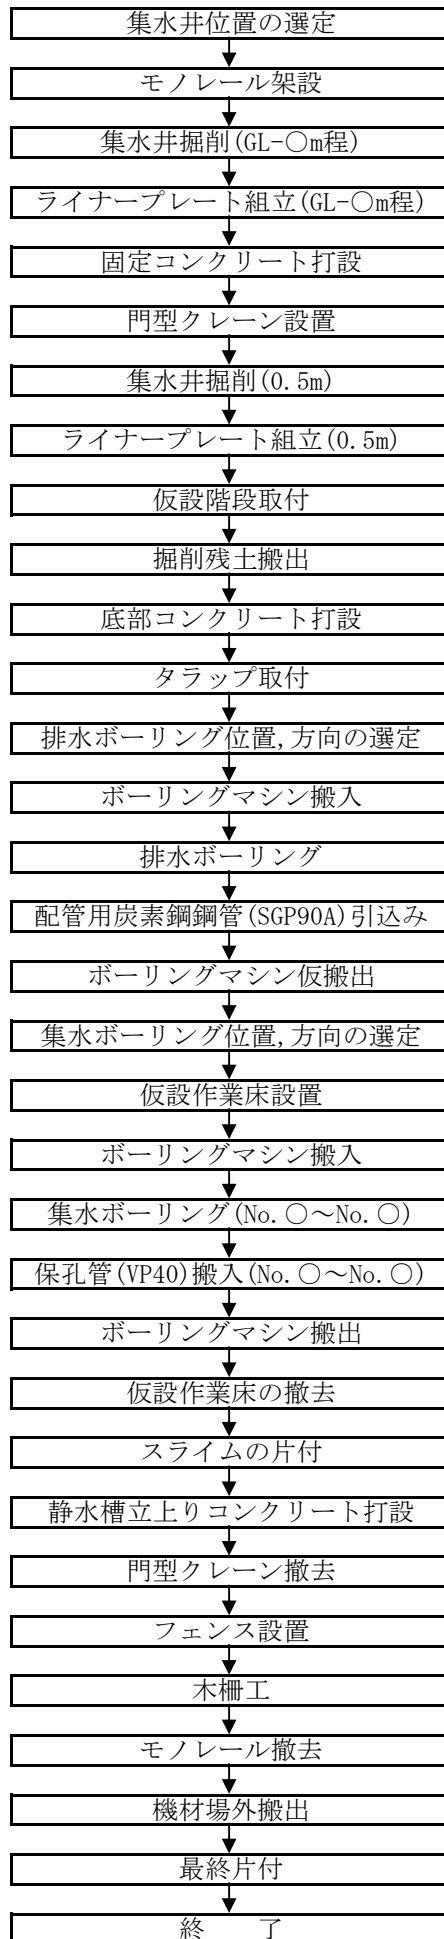 集水井位置の選定
モノレール架設
集水井掘削(GL-○m程)
ライナープレート組立(GL-○m程)
固定コンクリート打設
門型クレーン設置
集水井掘削(0.5m)
ライナープレート組立(0.5m)
仮設階段取付
掘削残土搬出
底部コンクリート打設
タラップ取付
排水ボーリング位置,方向の選定
ボーリングマシン搬入
排水ボーリング
配管用炭素鋼鋼管(SGP90A)引込み
ボーリングマシン仮搬出
集水ボーリング位置,方向の選定
仮設作業床設置
ボーリングマシン搬入
集水ボーリング(No.○～No.○)
保孔管(VP40)搬入(No.○～No.○)
ボーリングマシン搬出
仮設作業床の撤去
スライムの片付
静水槽立上りコンクリート打設
門型クレーン撤去
フェンス設置
木柵工
モノレール撤去
機材場外搬出
最終片付
終　　了